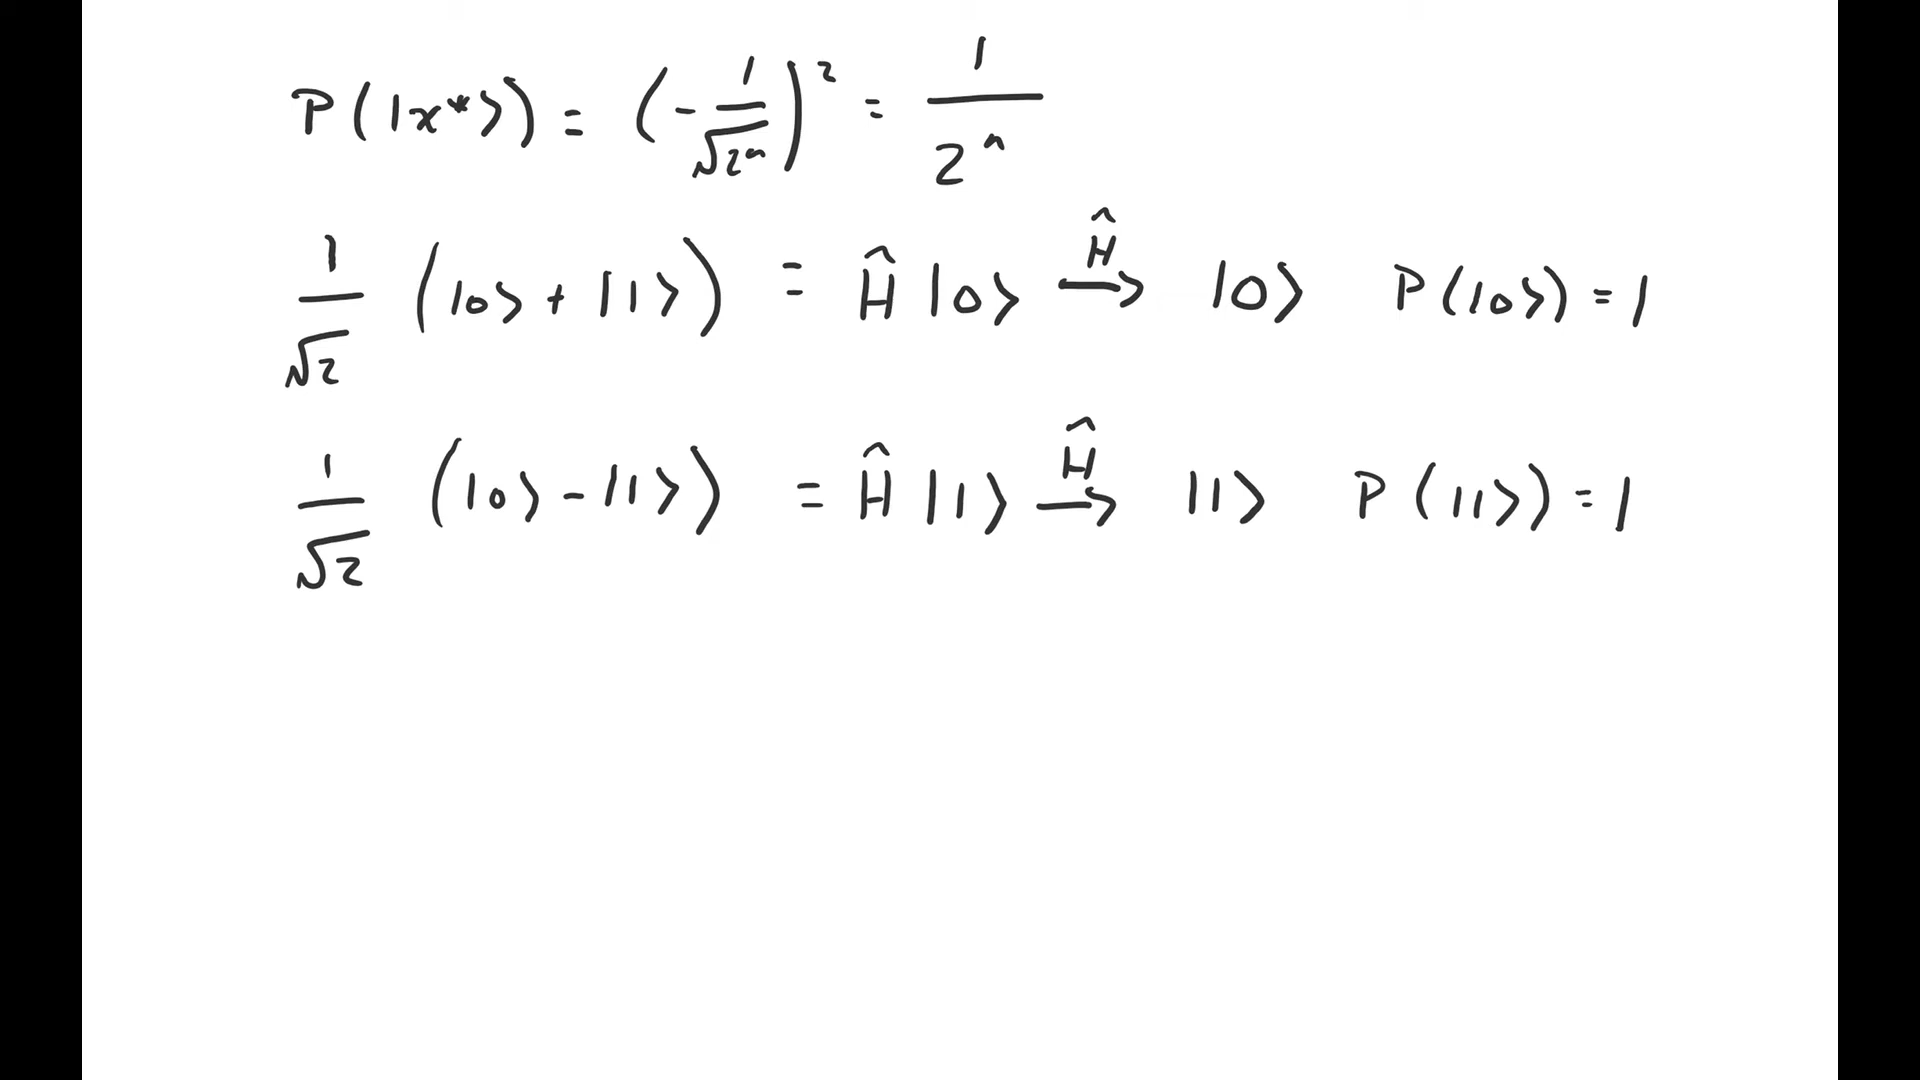 P(|x*⟩) = (-1/√2ⁿ)² = 1/2ⁿ
1/√2 (|0⟩ + |1⟩) = Ĥ|0⟩ →^Ĥ |0⟩ P(|0⟩) = 1
1/√2 (|0⟩ - |1⟩) = Ĥ|1⟩ →^Ĥ |1⟩ P(|1⟩) = 1